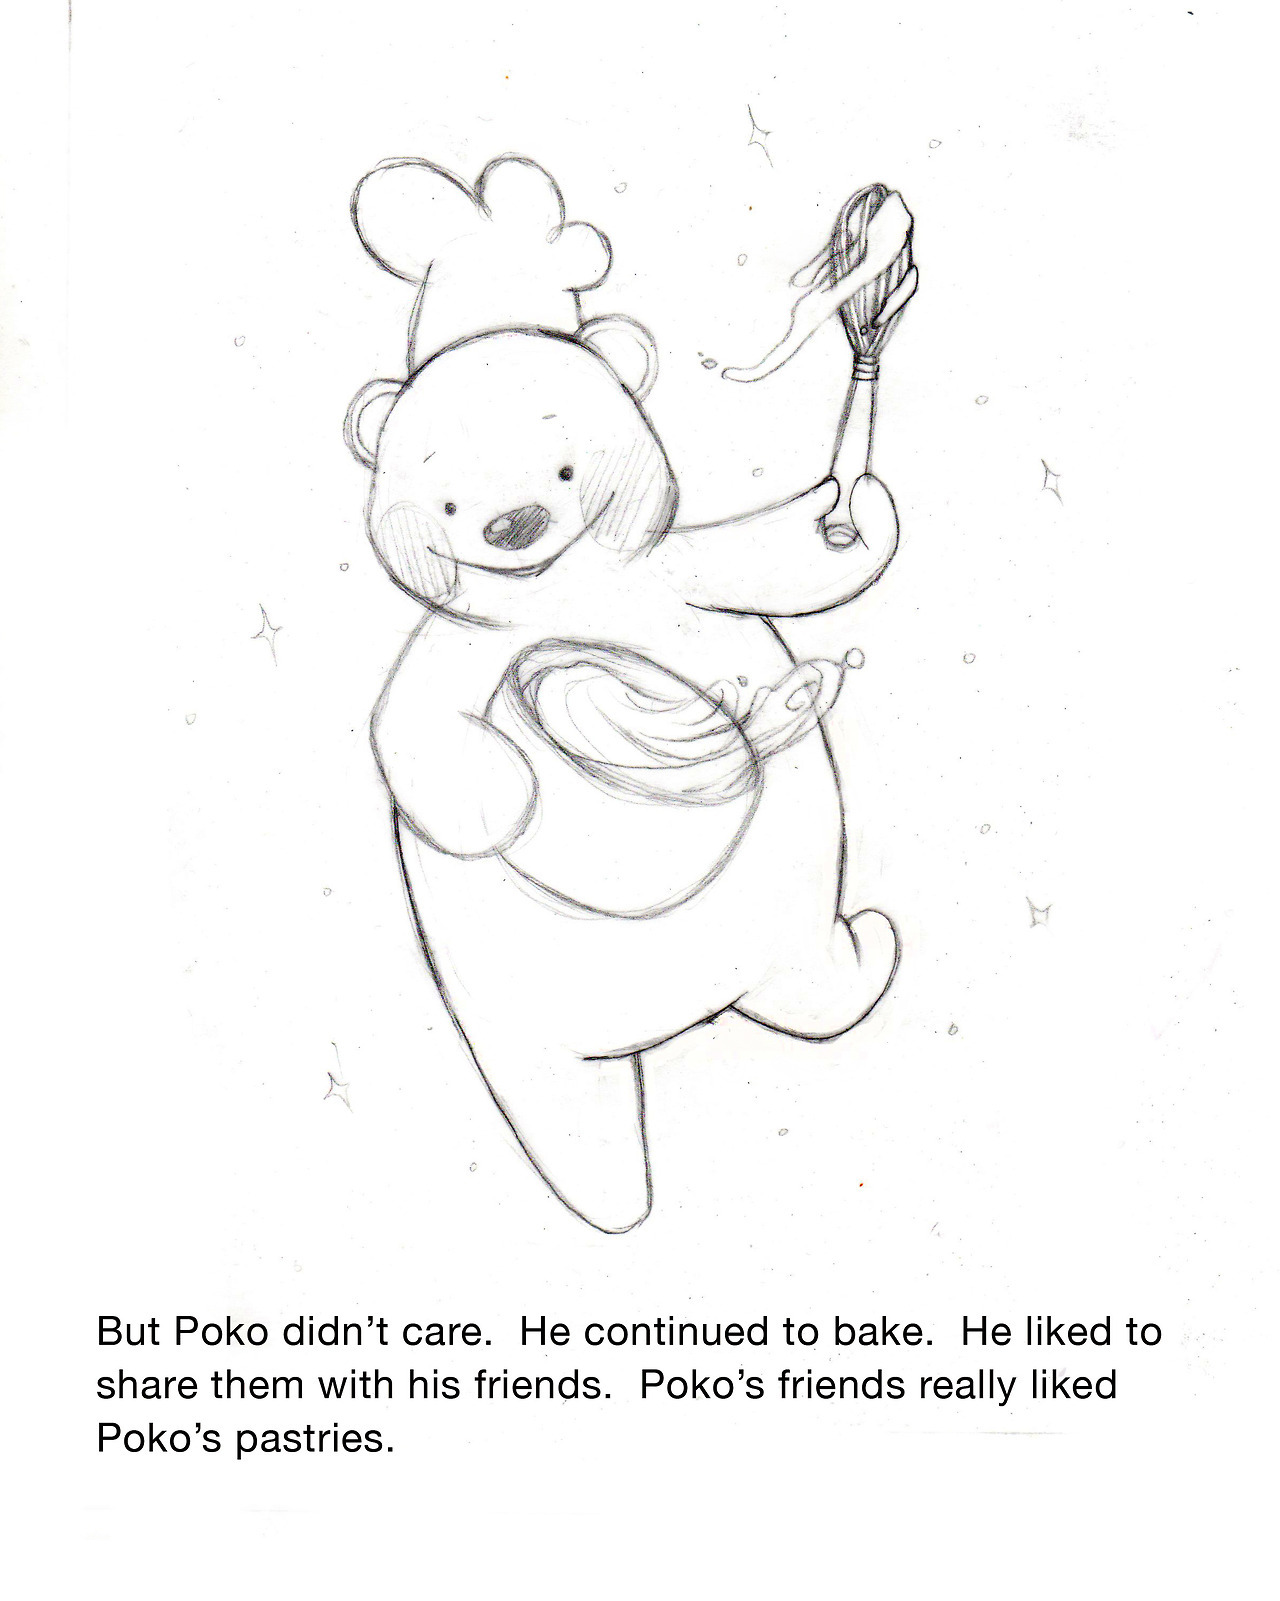 But Poko didn’t care.  He continued to bake.  He liked to
share them with his friends.  Poko’s friends really liked
Poko’s pastries.